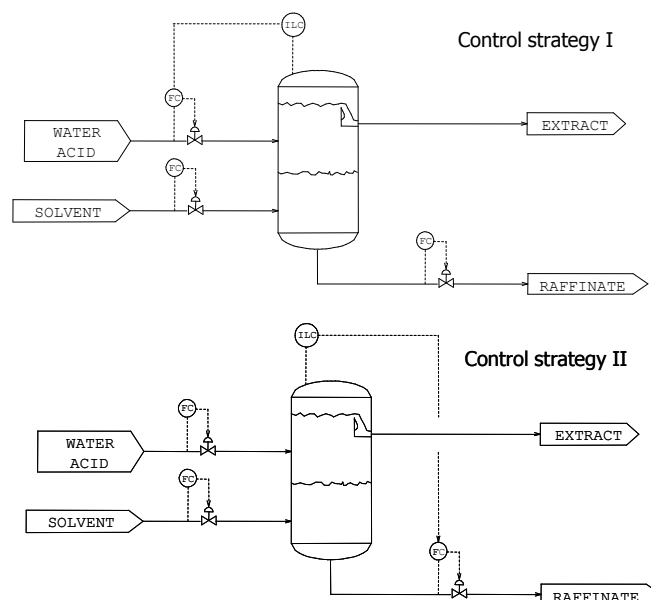 ILC
Control strategy I
FC
WATER
ACID
EXTRACT
FC
SOLVENT
FC
RAFFINATE
ILC
Control strategy II
FC
WATER
ACID
EXTRACT
FC
SOLVENT
FC
RAFFINATE